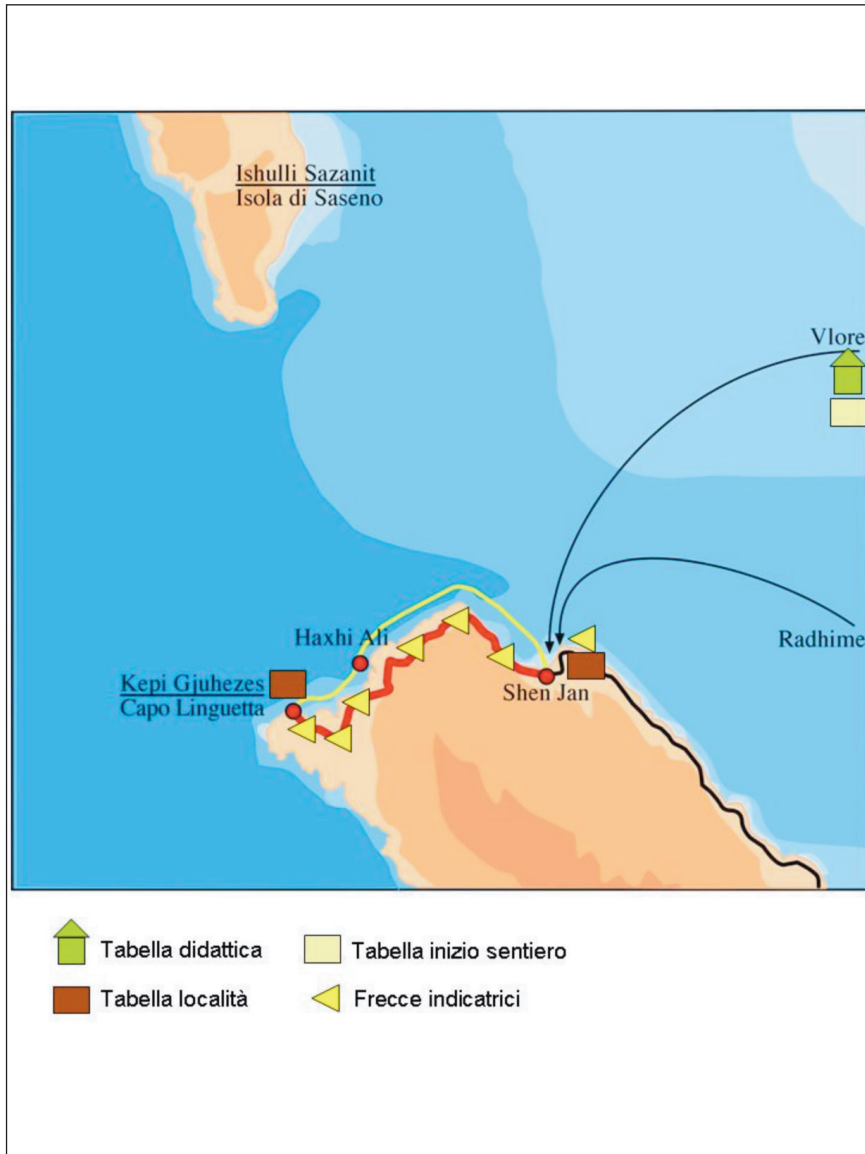 Ishulli Sazanit
Isola di Saseno
Vlore
Haxhi Ali
Radhime
Kepi Gjuhezes
Capo Linguetta
Shen Jan
Tabella didattica
Tabella inizio sentiero
Tabella località
Frecce indicatrici